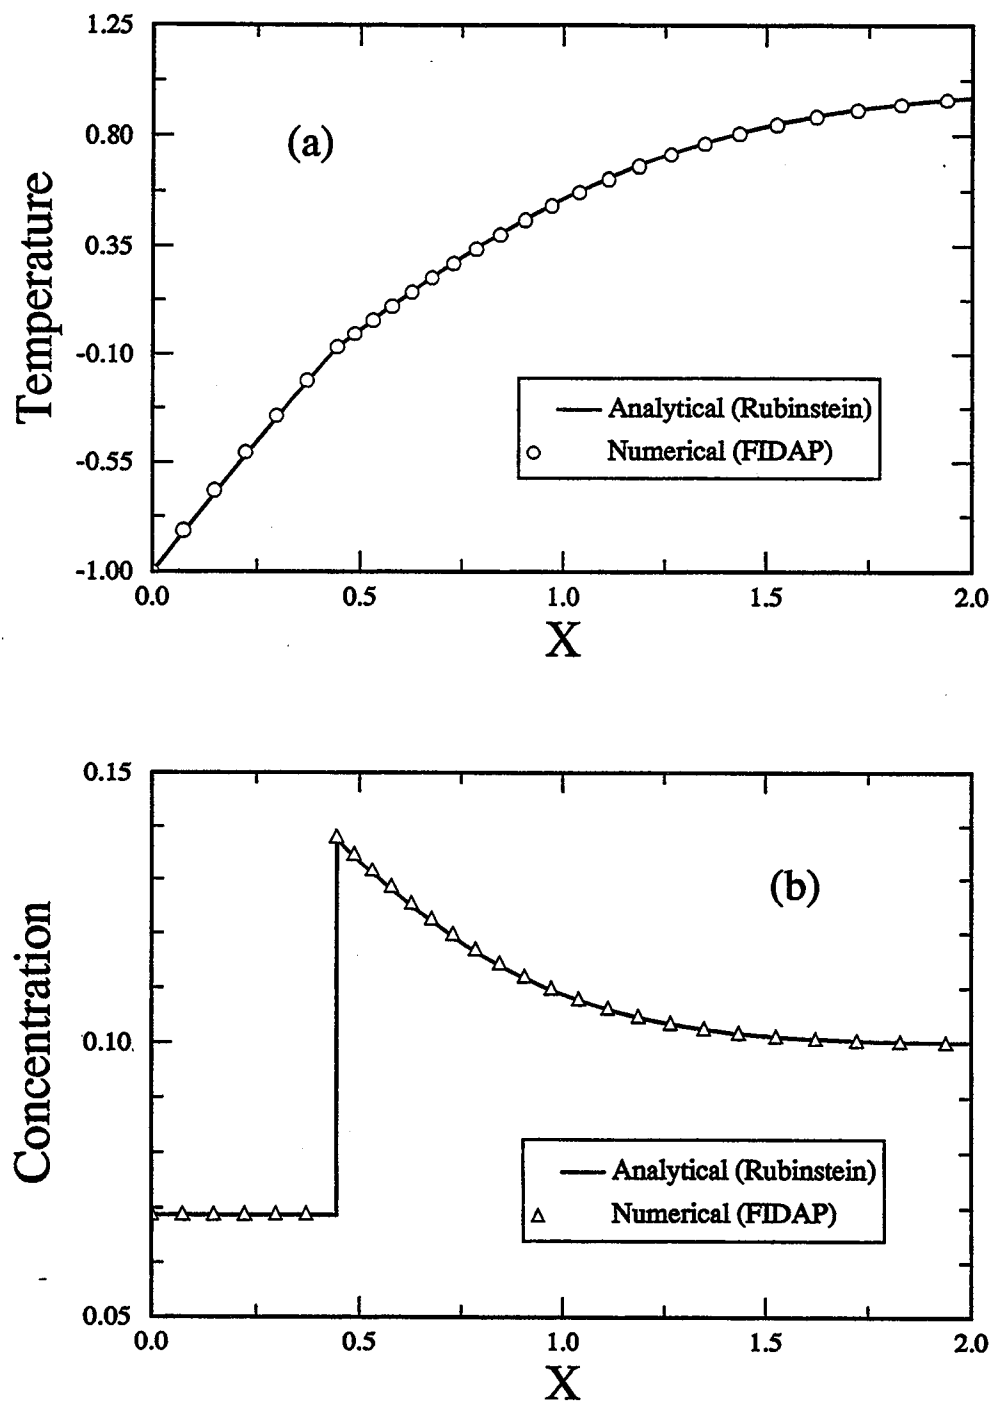 1.25
(a)
0.80
Temperature
0.35
-0.10
Analytical (Rubinstein)
Numerical (FIDAP)
-0.55
-1.00
0.0 0.5 1.0 1.5 2.0
X
0.15
(b)
Concentration
0.10
Analytical (Rubinstein)
Numerical (FIDAP)
0.05
0.0 0.5 1.0 1.5 2.0
X